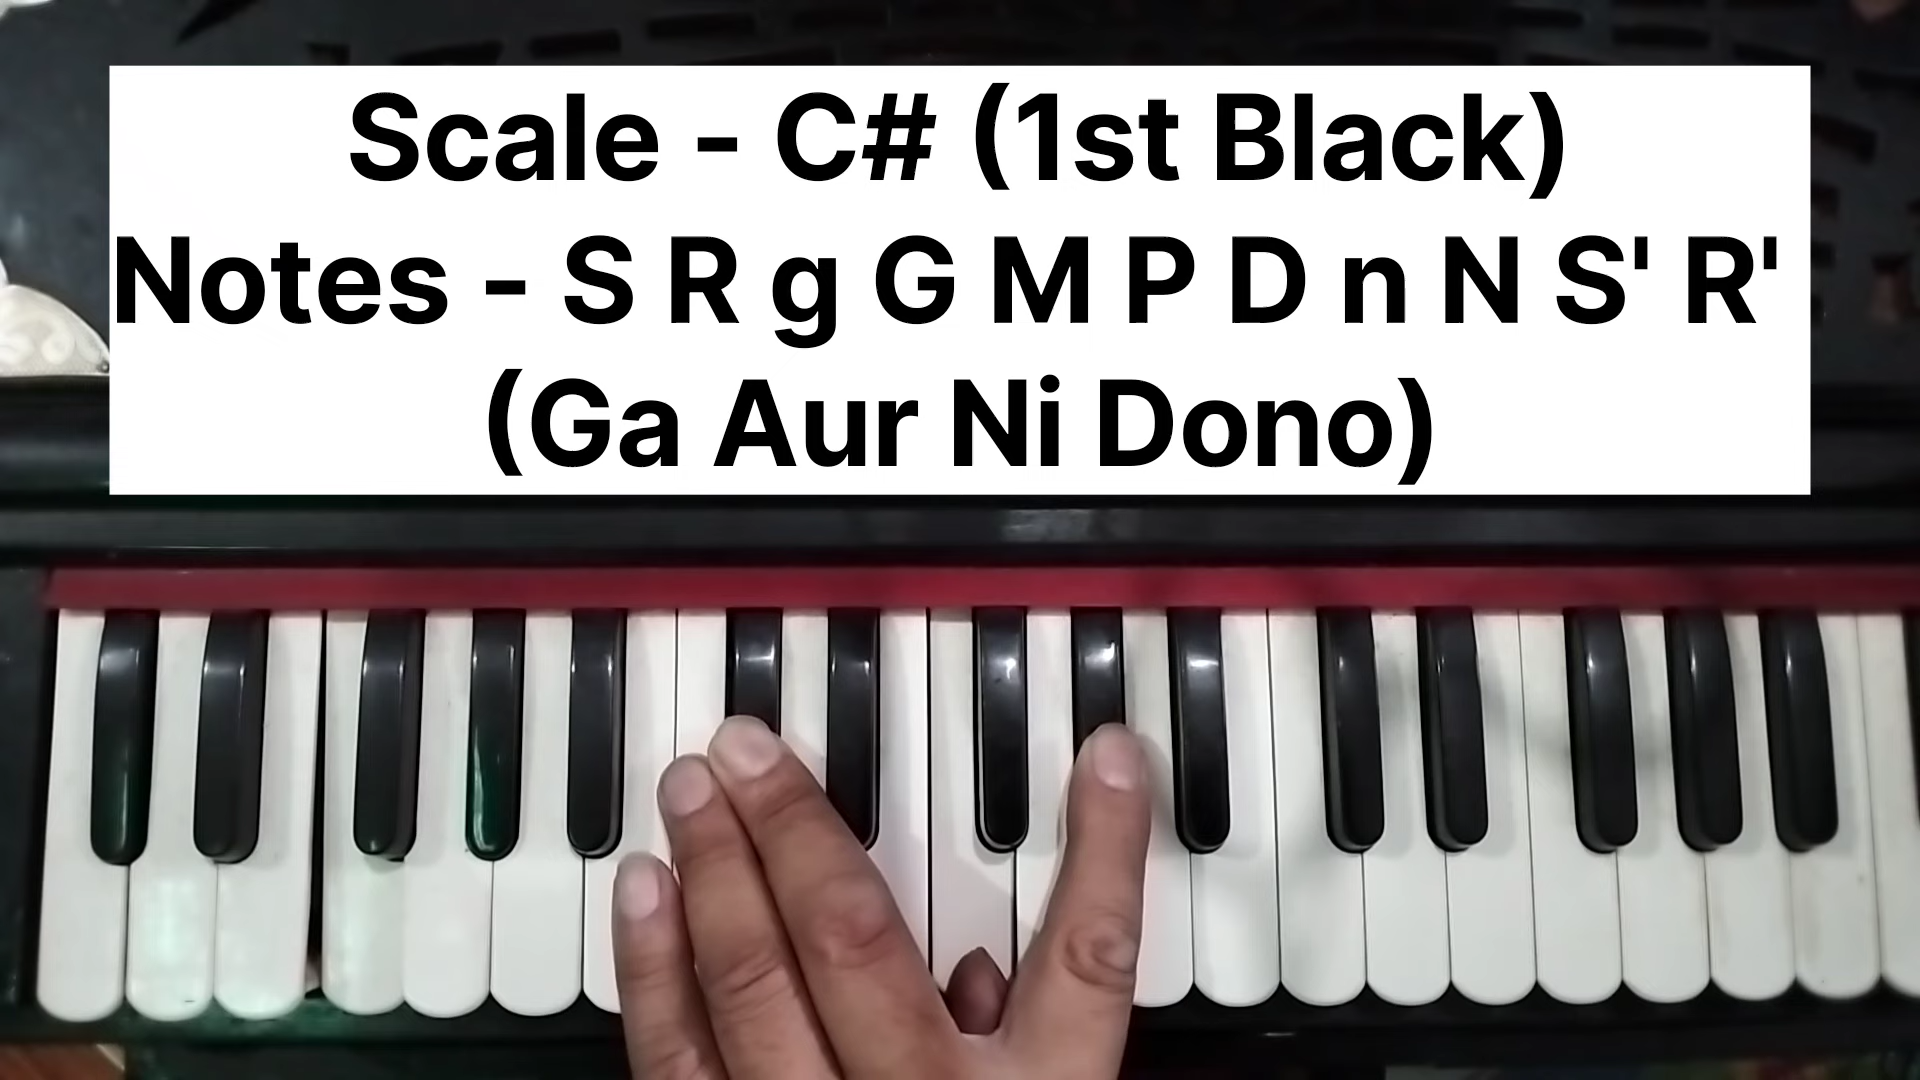 Scale - C# (1st Black)
Notes - S R g G M P D n N S' R'
(Ga Aur Ni Dono)